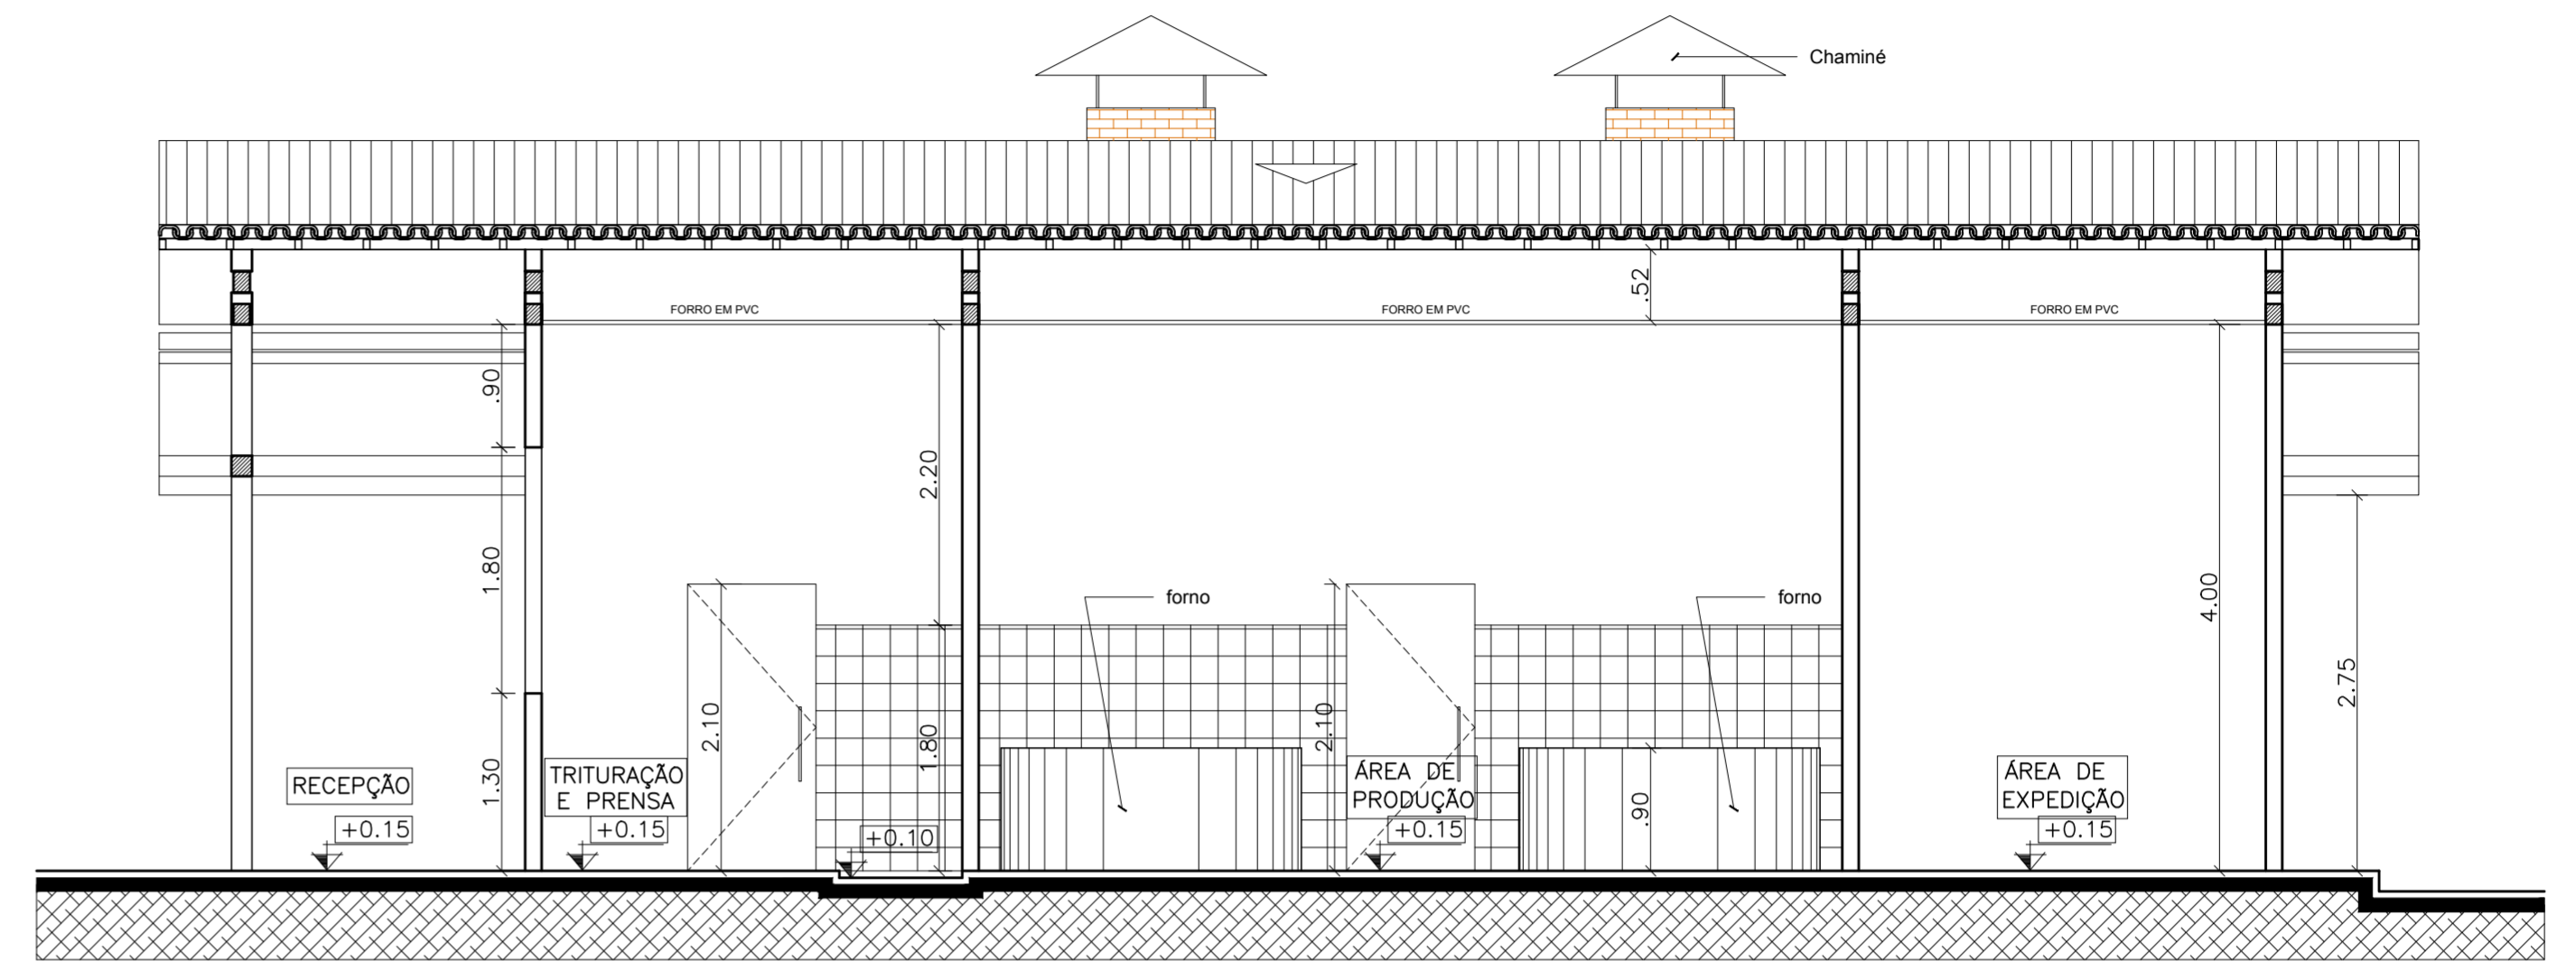 Chaminé
.52
FORRO EM PVC
FORRO EM PVC
FORRO EM PVC
.90
2.20
1.80
4.00
forno
forno
2.75
2.10
1.80
2.10
1.30
.90
RECEPÇÃO
+0.15
TRITURAÇÃO
E PRENSA
+0.15
+0.10
ÁREA DE
PRODUÇÃO
+0.15
ÁREA DE
EXPEDIÇÃO
+0.15